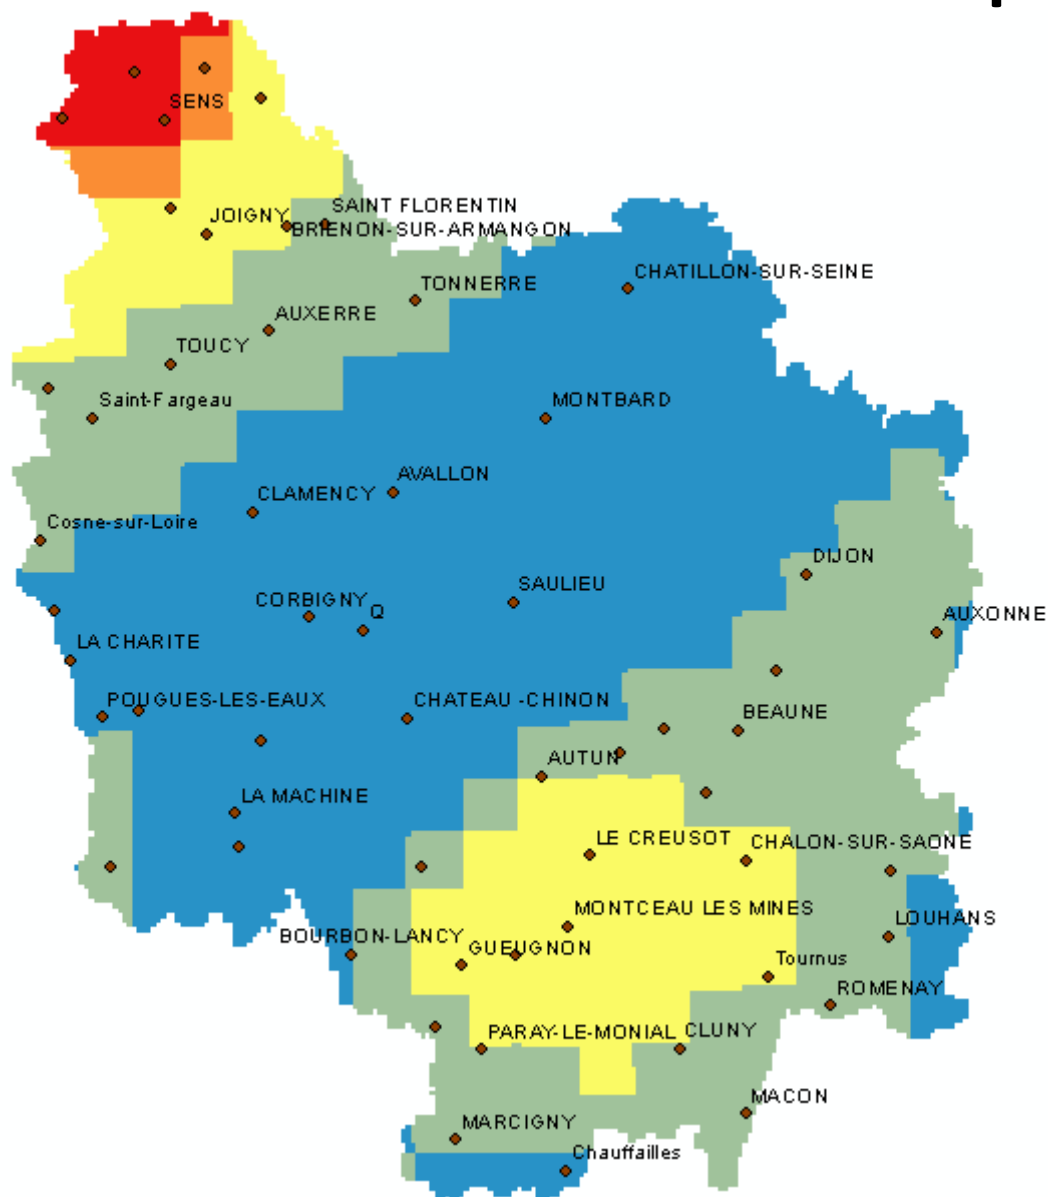 SENS
SAINT FLORENTIN
JOIGNY
BRIENON-SUR-ARMANGON
CHATILLON-SUR-SEINE
TONNERRE
AUXERRE
TOUCY
Saint-Fargeau
MONTBARD
AVALLON
CLAMENCY
Cosne-sur-Loire
DIJON
SAULIEU
CORBIGNY
Q
AUXONNE
LA CHARITE
POUGUES-LES-EAUX
CHATEAU -CHINON
BEAUNE
AUTUN
LA MACHINE
LE CREUSOT
CHALON-SUR-SAONE
MONTCEAU LES MINES
LOUHANS
BOURBON-LANCY
GUEUGNON
Tournus
ROMENAY
PARAY-LE-MONIAL
CLUNY
MACON
MARCIGNY
Chauffailles